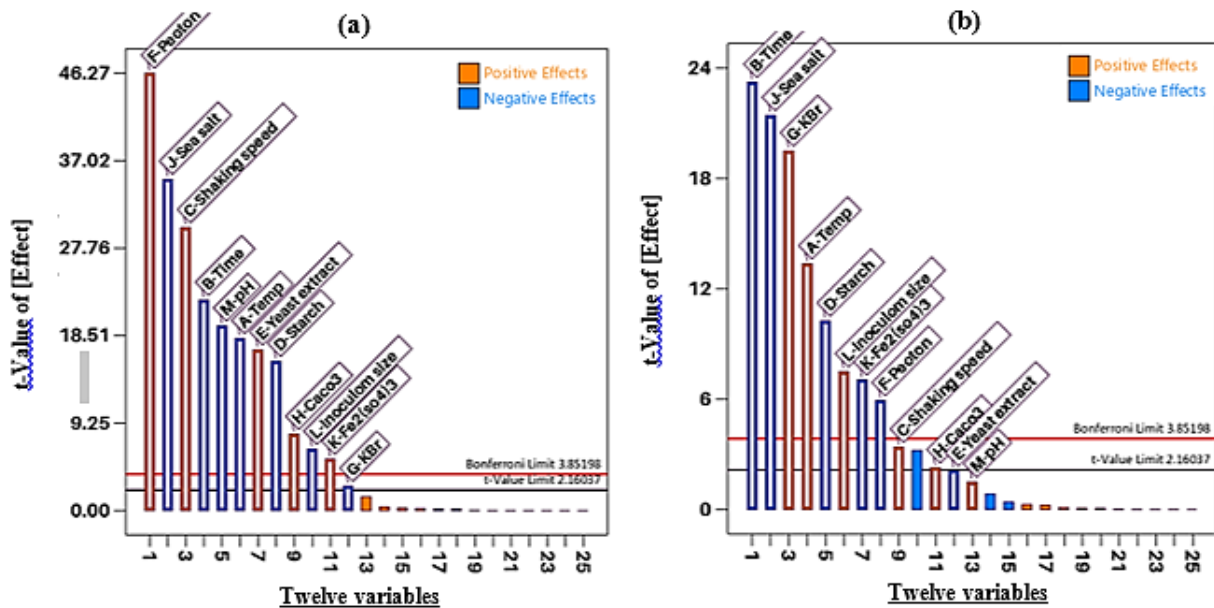 (a)
F-Peoton
J-Sea salt
C-Shaking speed
B-Time
M-pH
A-Temp
E-Yeast extract
D-Starch
H-Caco3
L-Inoculom size
K-Fe2(so4)3
G-KBr
Positive Effects
Negative Effects
46.27
37.02
27.76
18.51
9.25
0.00
Bonferroni Limit 3.85198
t-Value Limit 2.16037
t-Value of [Effect]
1 3 5 7 9 11 13 15 17 19 21 23 25
Twelve variables
(b)
B-Time
J-Sea salt
G-KBr
A-Temp
D-Starch
L-Inoculom size
K-Fe2(so4)3
F-Peoton
C-Shaking speed
H-Caco3
E-Yeast extract
M-pH
Positive Effects
Negative Effects
24
18
12
6
0
Bonferroni Limit 3.85198
t-Value Limit 2.16037
t-Value of [Effect]
1 3 5 7 9 11 13 15 17 19 21 23 25
Twelve variables